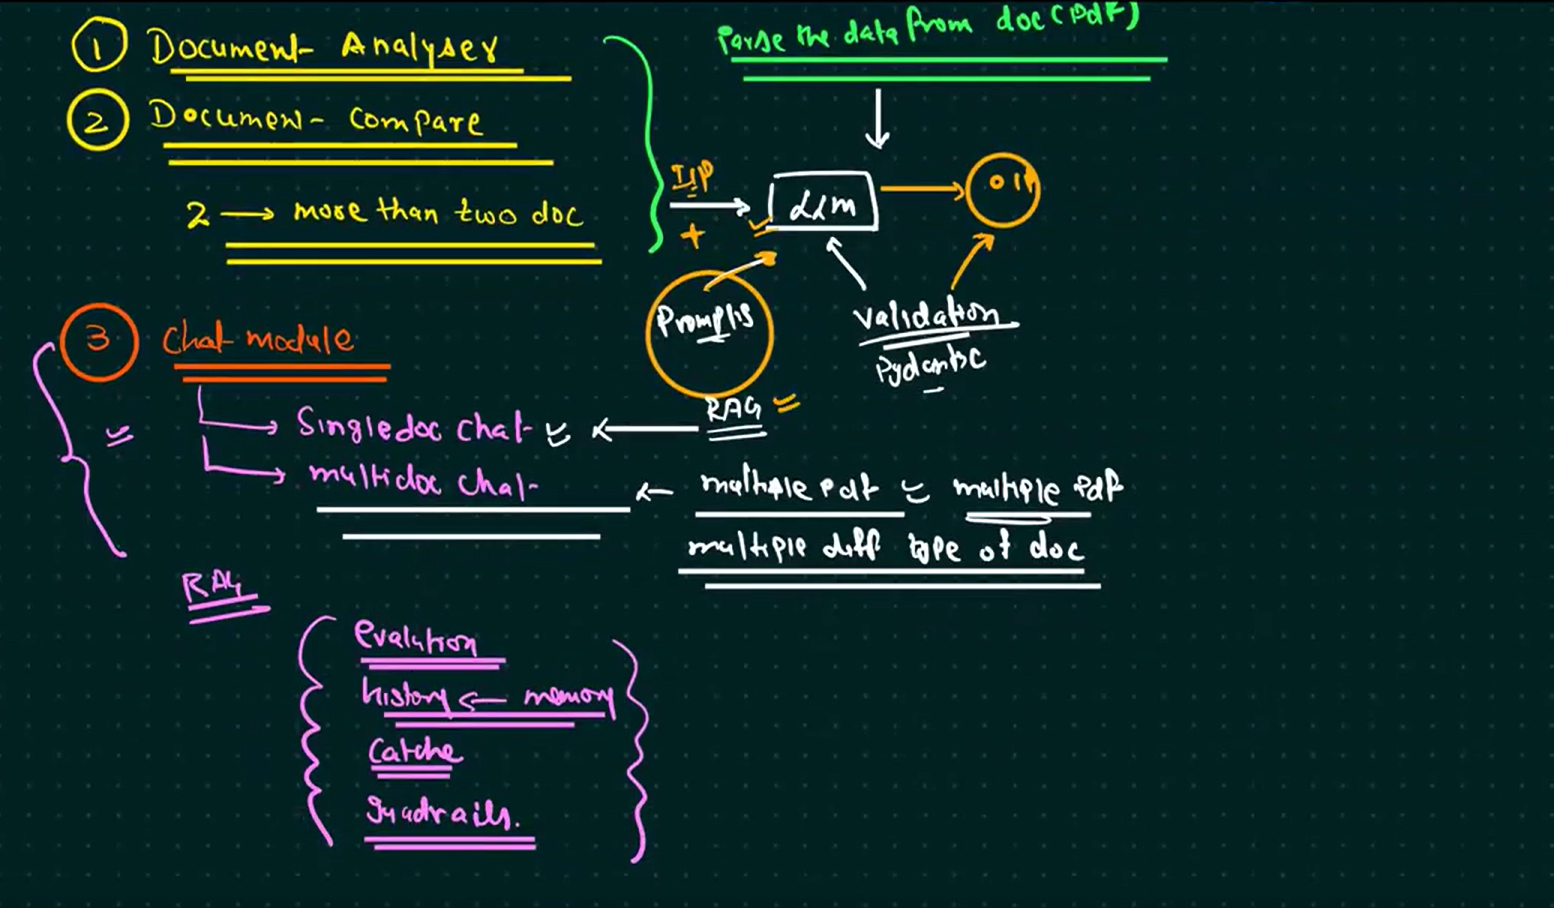 1 Document Analyser
2 Document - compare
2 → more than two doc
Parse the data from doc (Pdf)
I/P → LLM → O/P
+
Prompts
validation
Pydantic
3 Chat module
→ Singledoc chat ← RAG
→ multidoc chat ← multiple pdf = multiple pdf
multiple diff type of doc
RAG
evalution
history ← memory
Catche
guadrails.